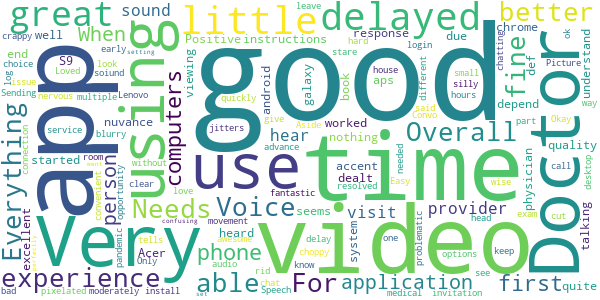 great
sound
little
leave
delayed
better
crappy
well
When
early
setting
Positive
instructions
response
due
chrome
login
ok
end
S9
choice
Loved
look
soiund
issue
log
Sending
nervous
multiple
Lenovo
service
blurry
nuvance
started
room
want
without
opportunity
convenient
person
pandemic
clear
love
excellent
Everything
connection
app
using
computers
viewing
quickly
jitters
android
galaxy
good
hard
stare
book
house
aps
silly
different
small
hours
chatting
fine
def
Picture
understand
way
Okay
said
Convo
give
Aside
worked
nothing
depend
part
hear
advance
Overall
physician
quality
desktop
use
time
Doctor
accent
dealt
needed
resolved
Easy
wise
call
fantastic
Needs
Voice
visit
provider
exam
cut
talking
confusing
seems
system
one
problematic
head
Very
phone
video
tells
awesome
heard
movement
delay
choppy
options
keep
see
experience
Acer
Only
able
audio
rid
know
For
application
first
quite
bad
pixelated
moderately
install
chat
Speech
medical
invitation